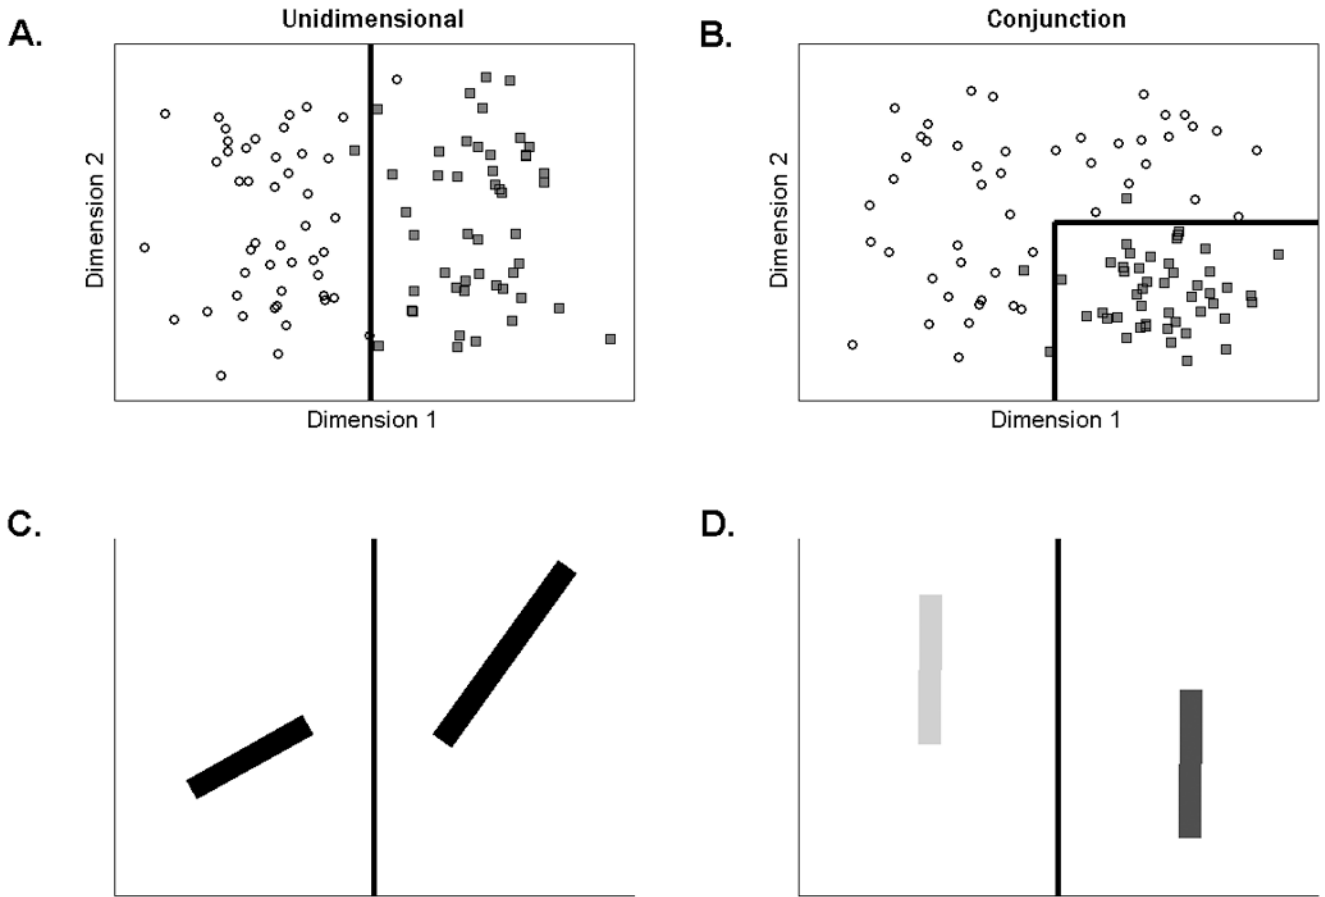 A.
Unidimensional
Dimension 2
Dimension 1
B.
Conjunction
Dimension 2
Dimension 1
C.
D.